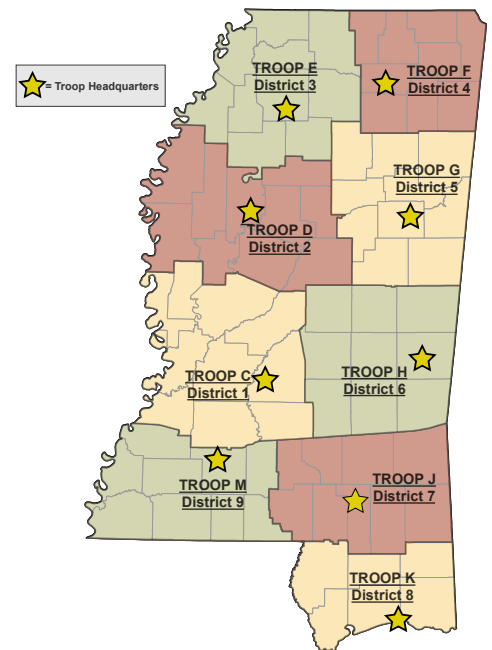 = Troop Headquarters
TROOP E
District 3
TROOP F
District 4
TROOP G
District 5
TROOP D
District 2
TROOP H
District 6
TROOP C
District 1
TROOP M
District 9
TROOP J
District 7
TROOP K
District 8